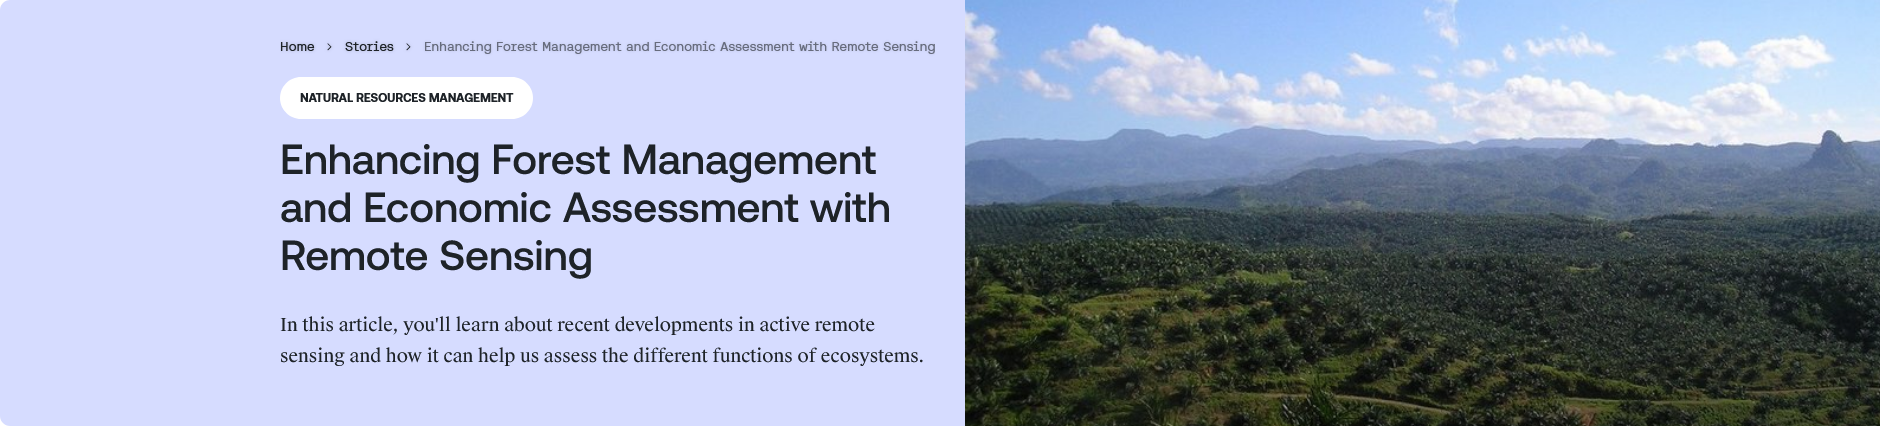 Home > Stories > Enhancing Forest Management and Economic Assessment with Remote Sensing
NATURAL RESOURCES MANAGEMENT
Enhancing Forest Management
and Economic Assessment with
Remote Sensing
In this article, you'll learn about recent developments in active remote
sensing and how it can help us assess the different functions of ecosystems.